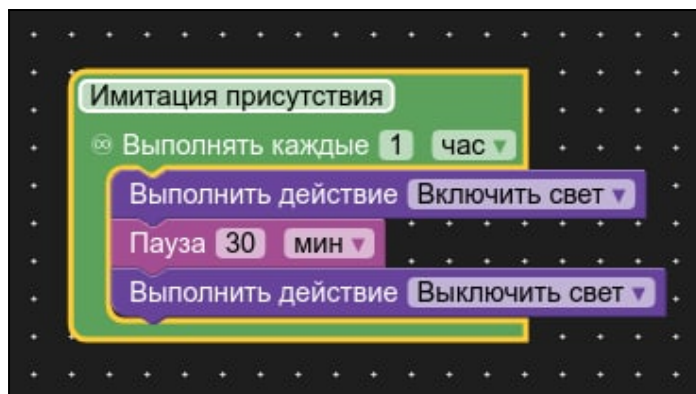 Имитация присутствия
Выполнять каждые 1 час
Выполнить действие Включить свет
Пауза 30 мин
Выполнить действие Выключить свет